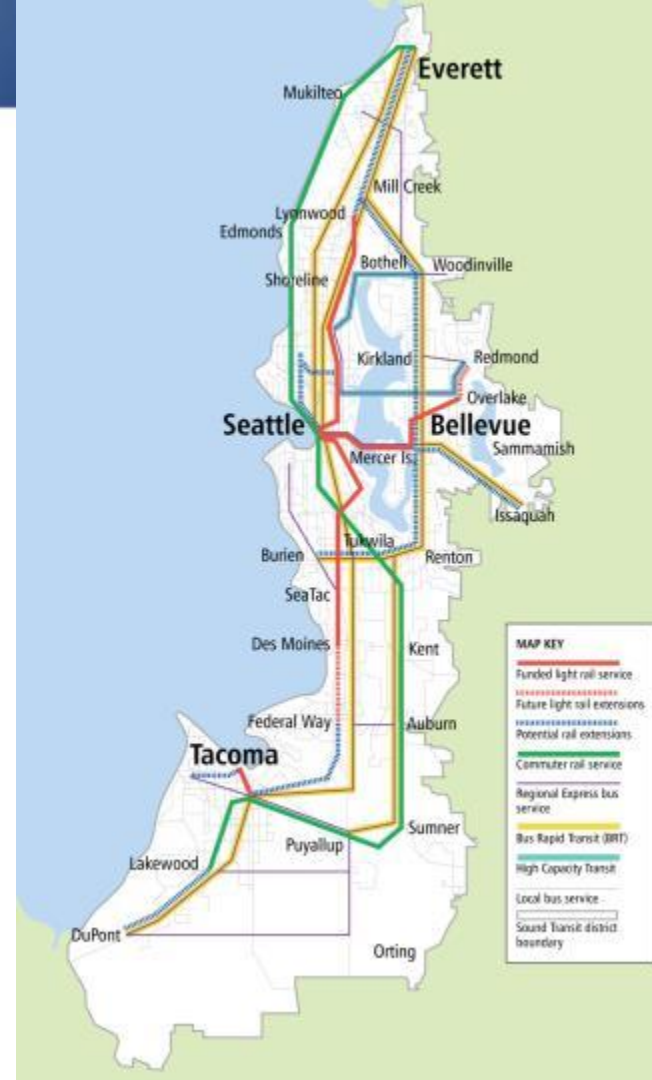 Everett
Mukilteo
Mill Creek
Lynnwood
Edmonds
Bothell
Woodinville
Shoreline
Kirkland
Redmond
Overlake
Seattle
Bellevue
Sammamish
Mercer Is.
Issaquah
Tukwila
Burien
Renton
SeaTac
Des Moines
Kent
Federal Way
Auburn
Tacoma
Sumner
Puyallup
Lakewood
DuPont
Orting
MAP KEY
Funded light rail service
Future light rail extensions
Potential rail extensions
Commuter rail service
Regional Express bus
service
Bus Rapid Transit (BRT)
High Capacity Transit
Local bus service
Sound Transit district
boundary